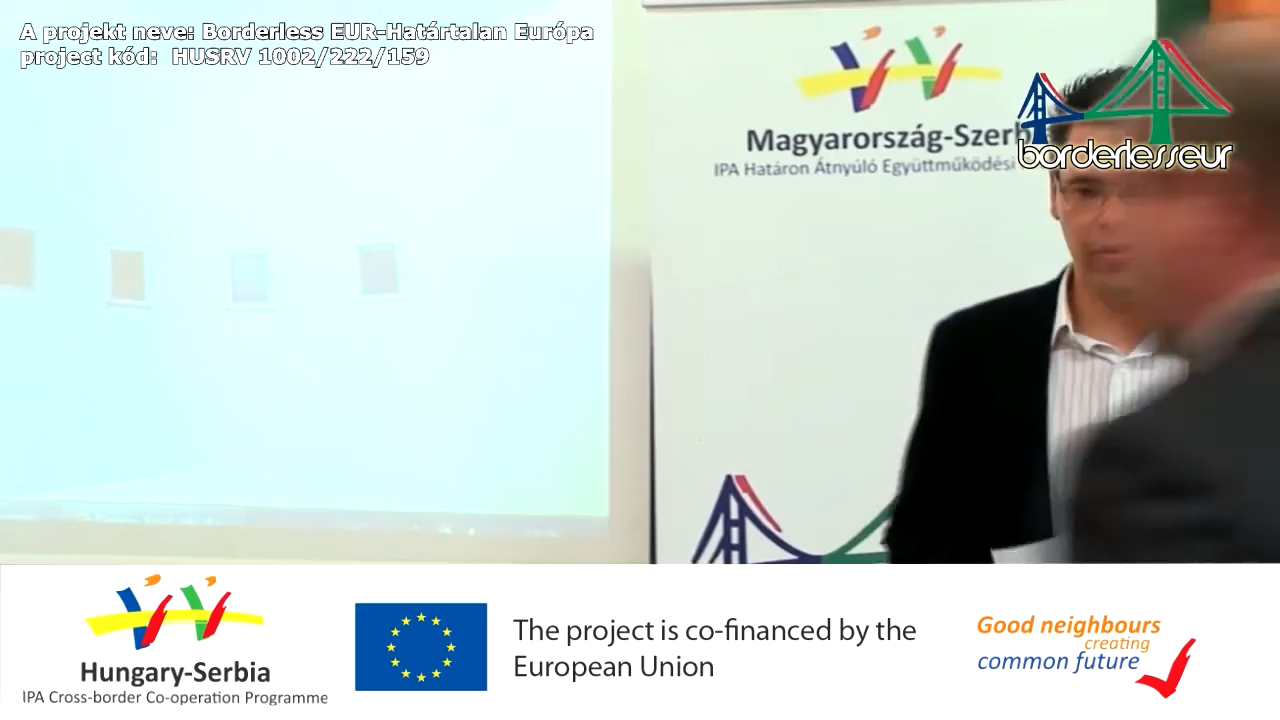 A projekt neve: Borderless EUR-Határtalan Európa
project kód: HUSRV 1002/222/159
Magyarország-Szerb
IPA Határon Átnyúló Együttműködési
borderlesseur
Hungary-Serbia
IPA Cross-border Co-operation Programme
The project is co-financed by the
European Union
Good neighbours
creating
common future